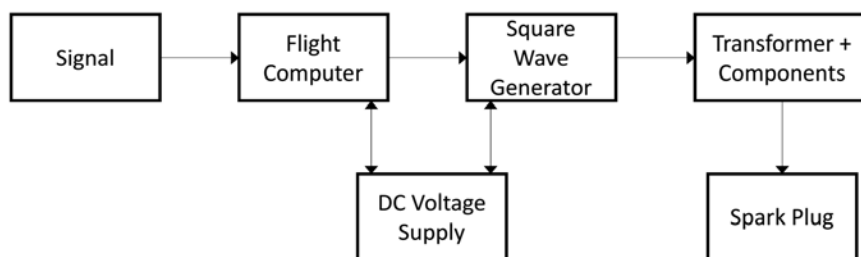 Signal
Flight
Computer
Square
Wave
Generator
Transformer +
Components
DC Voltage
Supply
Spark Plug